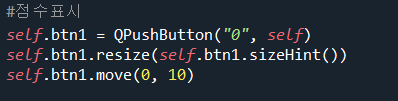 #점수표시
self.btn1 = QPushButton("0", self)
self.btn1.resize(self.btn1.sizeHint())
self.btn1.move(0, 10)